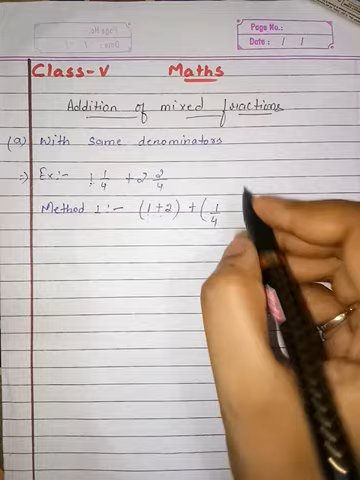 Page No.:
Date: / /
Class-V Maths
Addition of mixed fractions
(a) With same denominators
⇒) Ex:- 1 1/4 + 2 2/4
Method 1:- (1+2) + (1/4